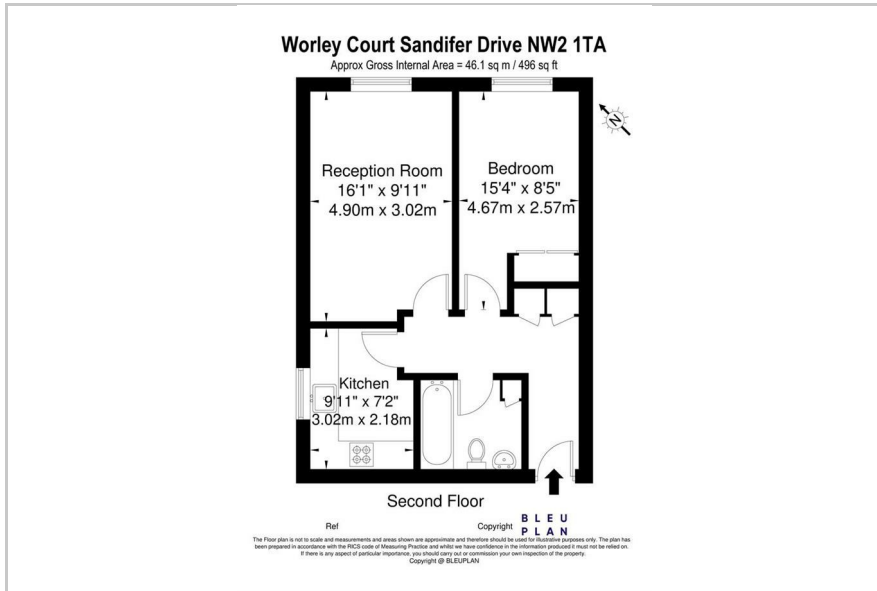 Worley Court Sandifer Drive NW2 1TA
Approx Gross Internal Area = 46.1 sq m / 496 sq ft
N
Reception Room
16'1" x 9'11"
4.90m x 3.02m
Bedroom
15'4" x 8'5"
4.67m x 2.57m
Kitchen
9'11" x 7'2"
3.02m x 2.18m
Second Floor
Ref
Copyright
BLEU
PLAN
The Floor plan is not to scale and measurements and areas shown are approximate and therefore should be used for illustrative purposes only. The plan has
been prepared in accordance with the RICS code of Measuring Practice and whilst we have confidence in the information produced it must not be relied on.
If there is any aspect of particular importance, you should carry out or commission your own inspection of the property.
Copyright @ BLEUPLAN